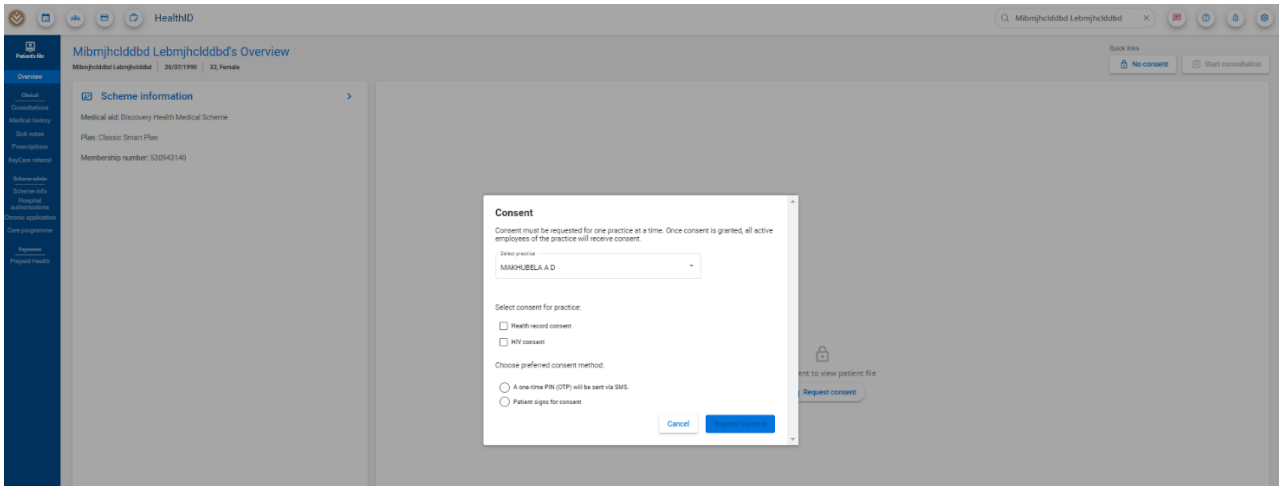 HealthID
Mibmjhclddbd Lebmjhclddbd
Patient's file
Overview
Clinical
Consultations
Medical history
Sick notes
Prescriptions
KeyCare referral
Scheme admin
Scheme info
Hospital
authorisations
Chronic application
Care programme
Payments
Prepaid Health
Mibmjhclddbd Lebmjhclddbd's Overview
Mibmjhclddbd Lebmjhclddbd 26/07/1990 32, Female
Quick links
No consent
Start consultation
Scheme information
Medical aid: Discovery Health Medical Scheme
Plan: Classic Smart Plan
Membership number: 530943140
Consent
Consent must be requested for one practice at a time. Once consent is granted, all active
employees of the practice will receive consent.
Select practice
MAKHUBELA A D
Select consent for practice:
Health record consent
HIV consent
Choose preferred consent method:
A one-time PIN (OTP) will be sent via SMS.
Patient signs for consent
Cancel
Request consent
ent to view patient file
Request consent